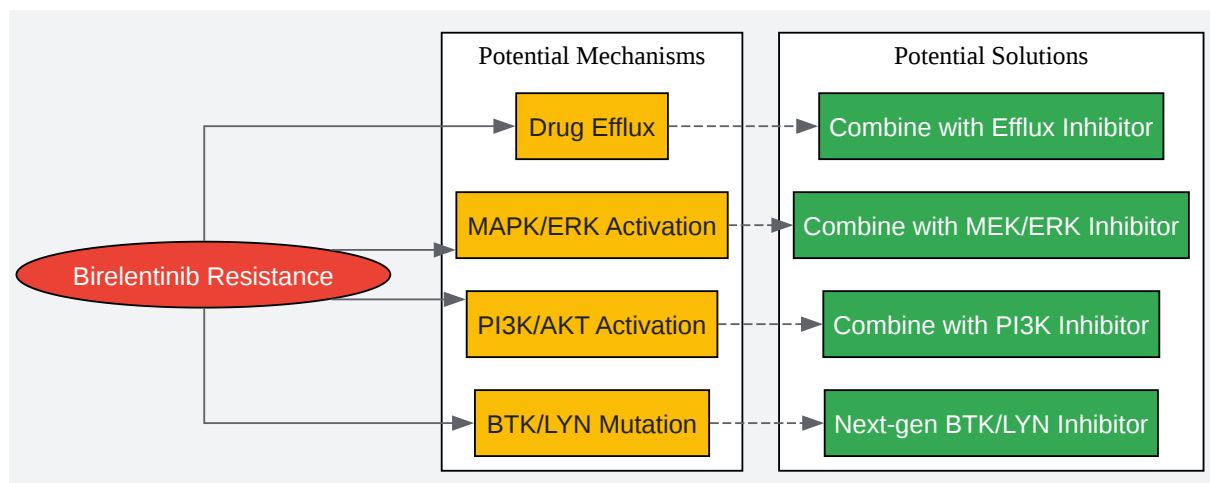 Potential Mechanisms
Potential Solutions
Drug Efflux
Combine with Efflux Inhibitor
MAPK/ERK Activation
Combine with MEK/ERK Inhibitor
Birelentinib Resistance
PI3K/AKT Activation
Combine with PI3K Inhibitor
BTK/LYN Mutation
Next-gen BTK/LYN Inhibitor